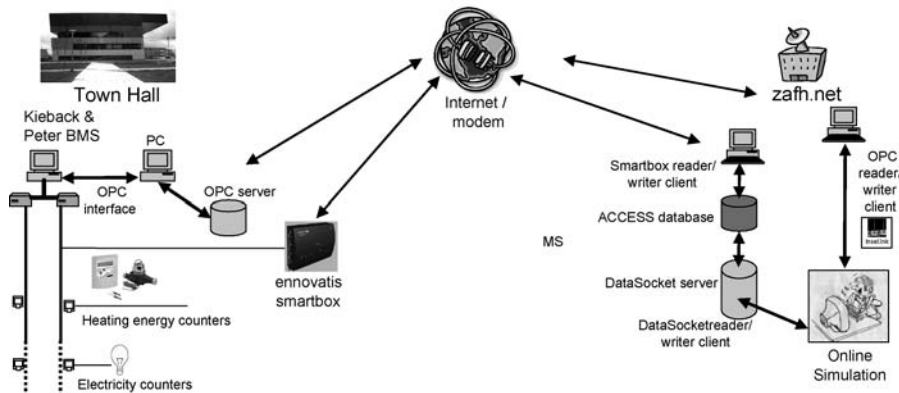 Town Hall
Kieback &
Peter BMS
PC
OPC
interface
OPC server
ennovatis
smartbox
Heating energy counters
Electricity counters
Internet /
modem
zafh.net
Smartbox reader/
writer client
ACCESS database
MS
DataSocket server
DataSocketreader/
writer client
OPC
reader/
writer
client
InseLink
Online
Simulation